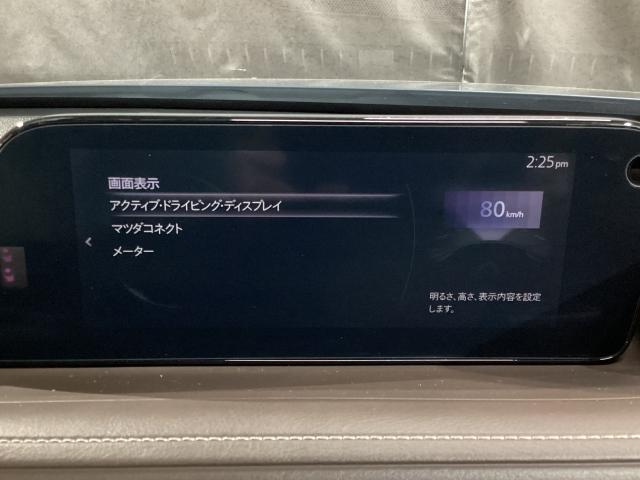 2:25pm
画面表示
アクティブ・ドライビング・ディスプレイ
80km/h
マツダコネクト
メーター
明るさ、高さ、表示内容を設定
します。